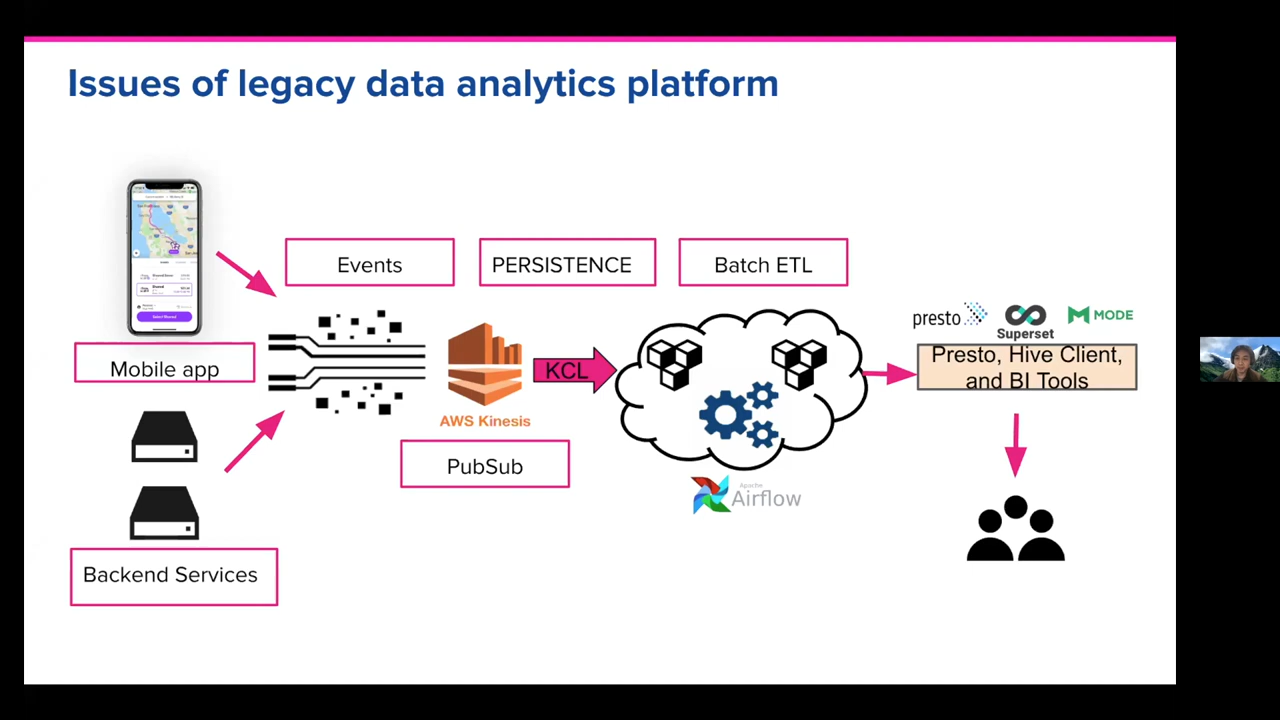 Issues of legacy data analytics platform
Events
PERSISTENCE
Batch ETL
Mobile app
Backend Services
AWS Kinesis
PubSub
KCL
Apache
Airflow
presto
Superset
MODE
Presto, Hive Client,
and BI Tools